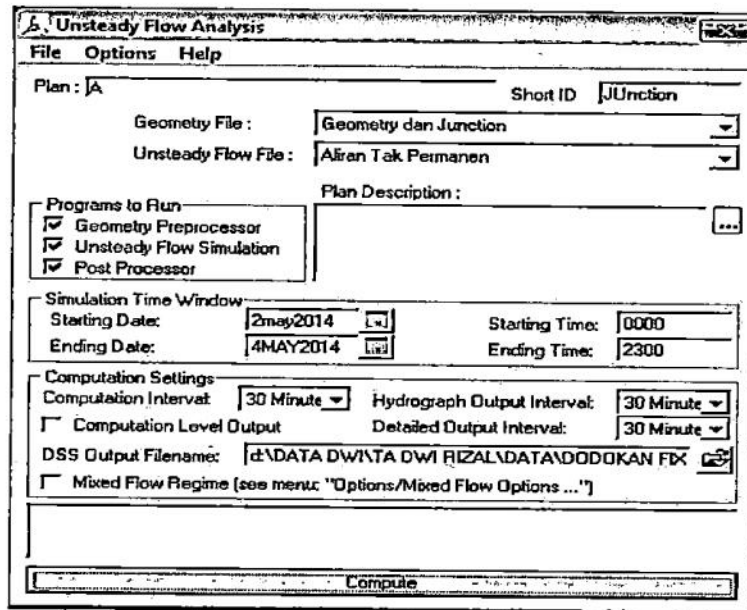 Unsteady Flow Analysis
File Options Help
Plan : A Short ID JUnction
Geometry File : Geometry dan Junction
Unsteady Flow File : Aliran Tak Permanen
Plan Description :
Programs to Run
Geometry Preprocessor
Unsteady Flow Simulation
Post Processor
...
Simulation Time Window
Starting Date: 2may2014 Starting Time: 0000
Ending Date: 4MAY2014 Ending Time: 2300
Computation Settings
Computation Interval: 30 Minute Hydrograph Output Interval: 30 Minute
Computation Level Output Detailed Output Interval: 30 Minute
DSS Output Filename: d:\DATA DWI\TA DWI RIZAL\DATA\DODOKAN FIX
Mixed Flow Regime (see menu: "Options/Mixed Flow Options ...")
Compute